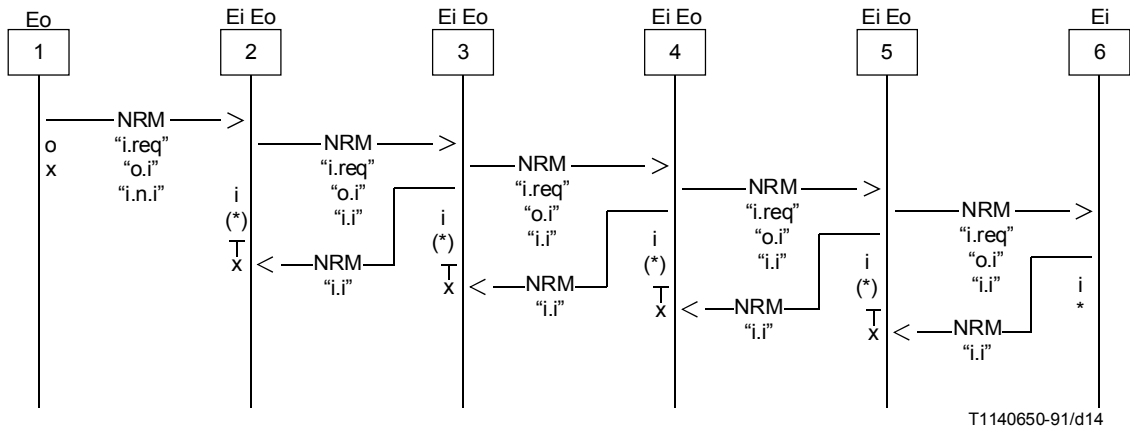 Eo
Ei Eo
Ei Eo
Ei Eo
Ei Eo
Ei
1
2
3
4
5
6
NRM
“i.req”
“o.i”
“i.n.i”
o
x
NRM
“i.req”
“o.i”
“i.i”
i
(*)
x
NRM
“i.i”
NRM
“i.req”
“o.i”
“i.i”
i
(*)
x
NRM
“i.i”
NRM
“i.req”
“o.i”
“i.i”
i
(*)
x
NRM
“i.i”
NRM
“i.req”
“o.i”
“i.i”
i
(*)
x
NRM
“i.i”
i
*
T1140650-91/d14